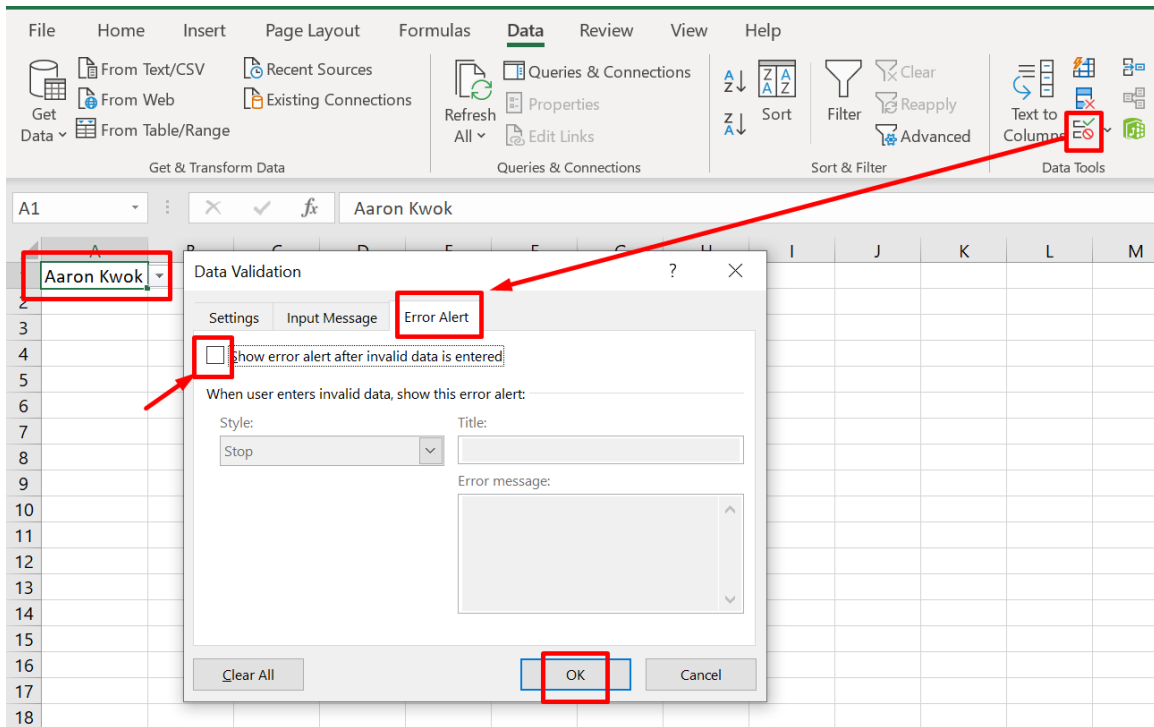 File Home Insert Page Layout Formulas Data Review View Help
From Text/CSV Recent Sources Queries & Connections Clear
From Web Existing Connections Properties Reapply
Get Data From Table/Range Refresh All Edit Links Sort Filter Advanced Text to
Get & Transform Data Queries & Connections Sort & Filter Data Tools
A1 fx Aaron Kwok
A I J K L M
Aaron Kwok
Data Validation ? ×
Settings Input Message Error Alert
Show error alert after invalid data is entered
When user enters invalid data, show this error alert:
Style: Title:
Stop
Error message:
Clear All OK Cancel
2
3
4
5
6
7
8
9
10
11
12
13
14
15
16
17
18